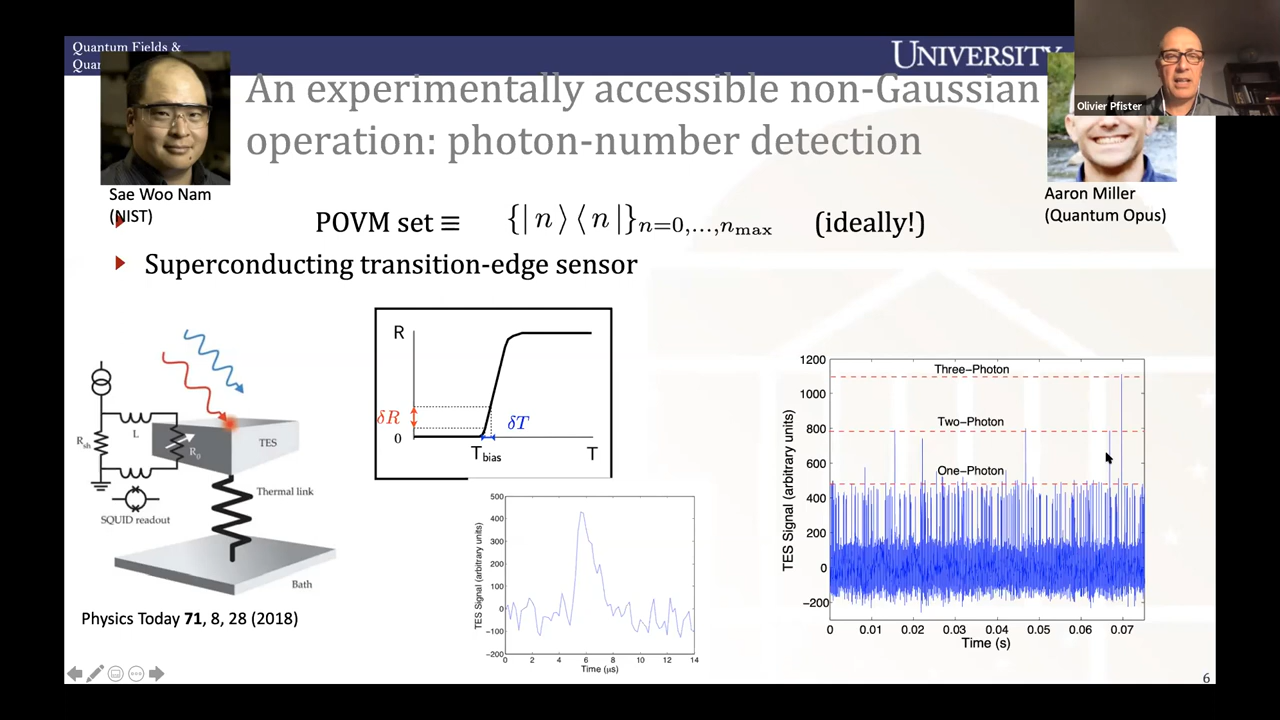 Quantum Fields &
UNIVERSITY
Olivier Pfister
An experimentally accessible non-Gaussian
operation: photon-number detection
Sae Woo Nam
(NIST)
Aaron Miller
(Quantum Opus)
POVM set ≡ {| n ⟩⟨ n |}n=0,...,nmax (ideally!)
Superconducting transition-edge sensor
R
δR
0
δT
Tbias
T
Rsh
L
R0
TES
Thermal link
SQUID readout
Bath
Physics Today 71, 8, 28 (2018)
TES Signal (arbitrary units)
500
400
300
200
100
0
−100
−200
0 2 4 6 8 10 12 14
Time (μs)
TES Signal (arbitrary units)
1200
1000
800
600
400
200
0
−200
Three−Photon
Two−Photon
One−Photon
0 0.01 0.02 0.03 0.04 0.05 0.06 0.07
Time (s)
6